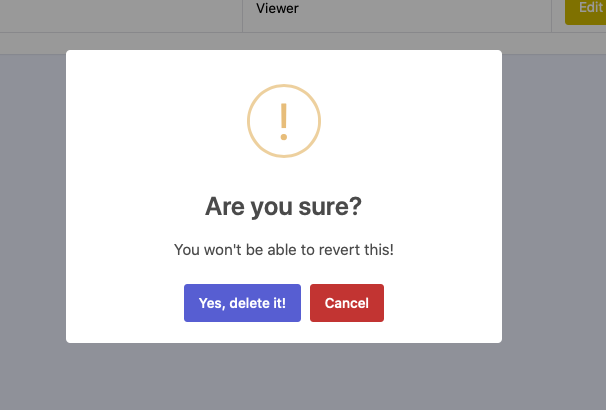 Viewer
Edit
!
Are you sure?
You won't be able to revert this!
Yes, delete it!
Cancel